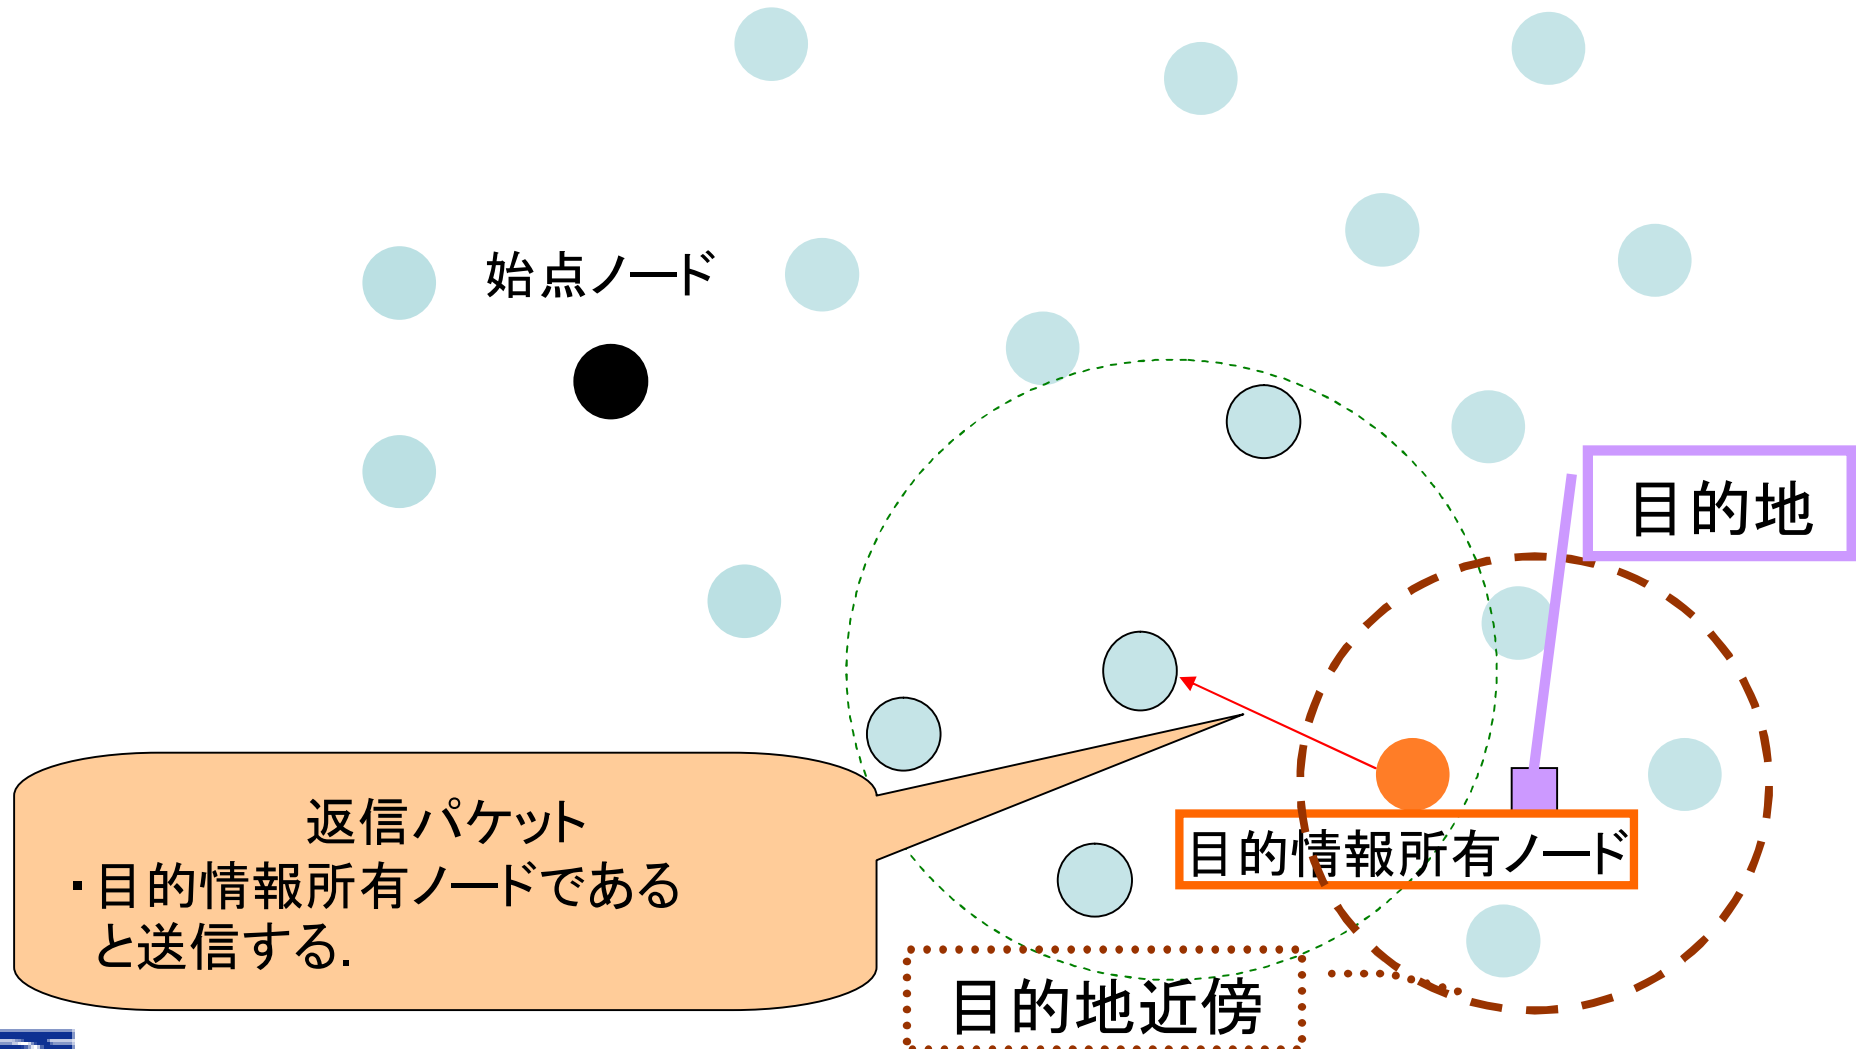 始点ノード
目的地
返信パケット
・目的情報所有ノードである
と送信する.
目的情報所有ノード
目的地近傍